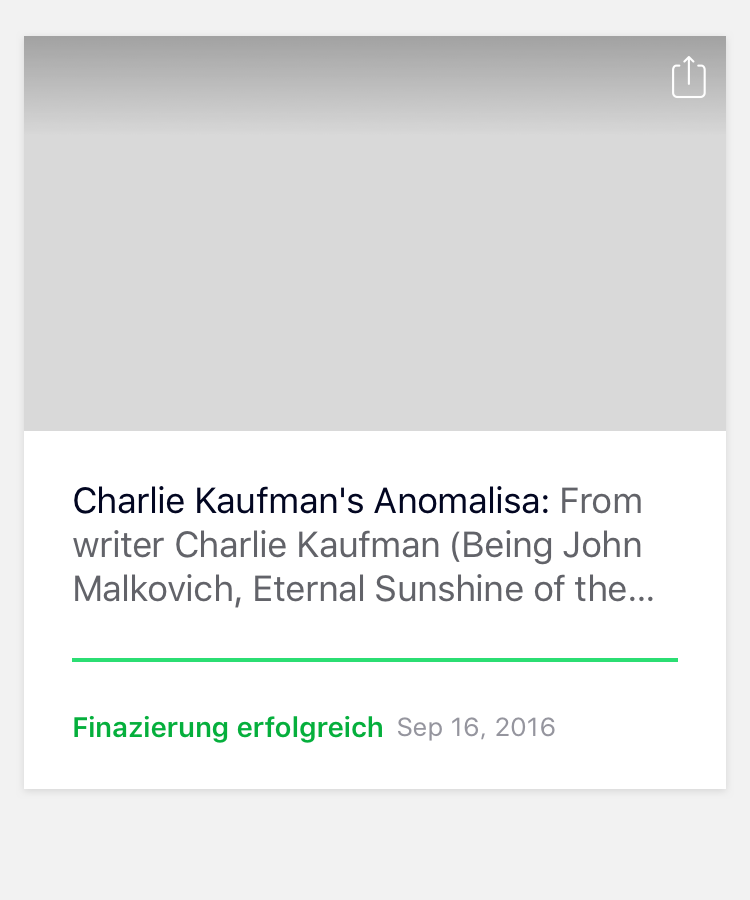 Charlie Kaufman's Anomalisa: From
writer Charlie Kaufman (Being John
Malkovich, Eternal Sunshine of the…
Finazierung erfolgreich Sep 16, 2016